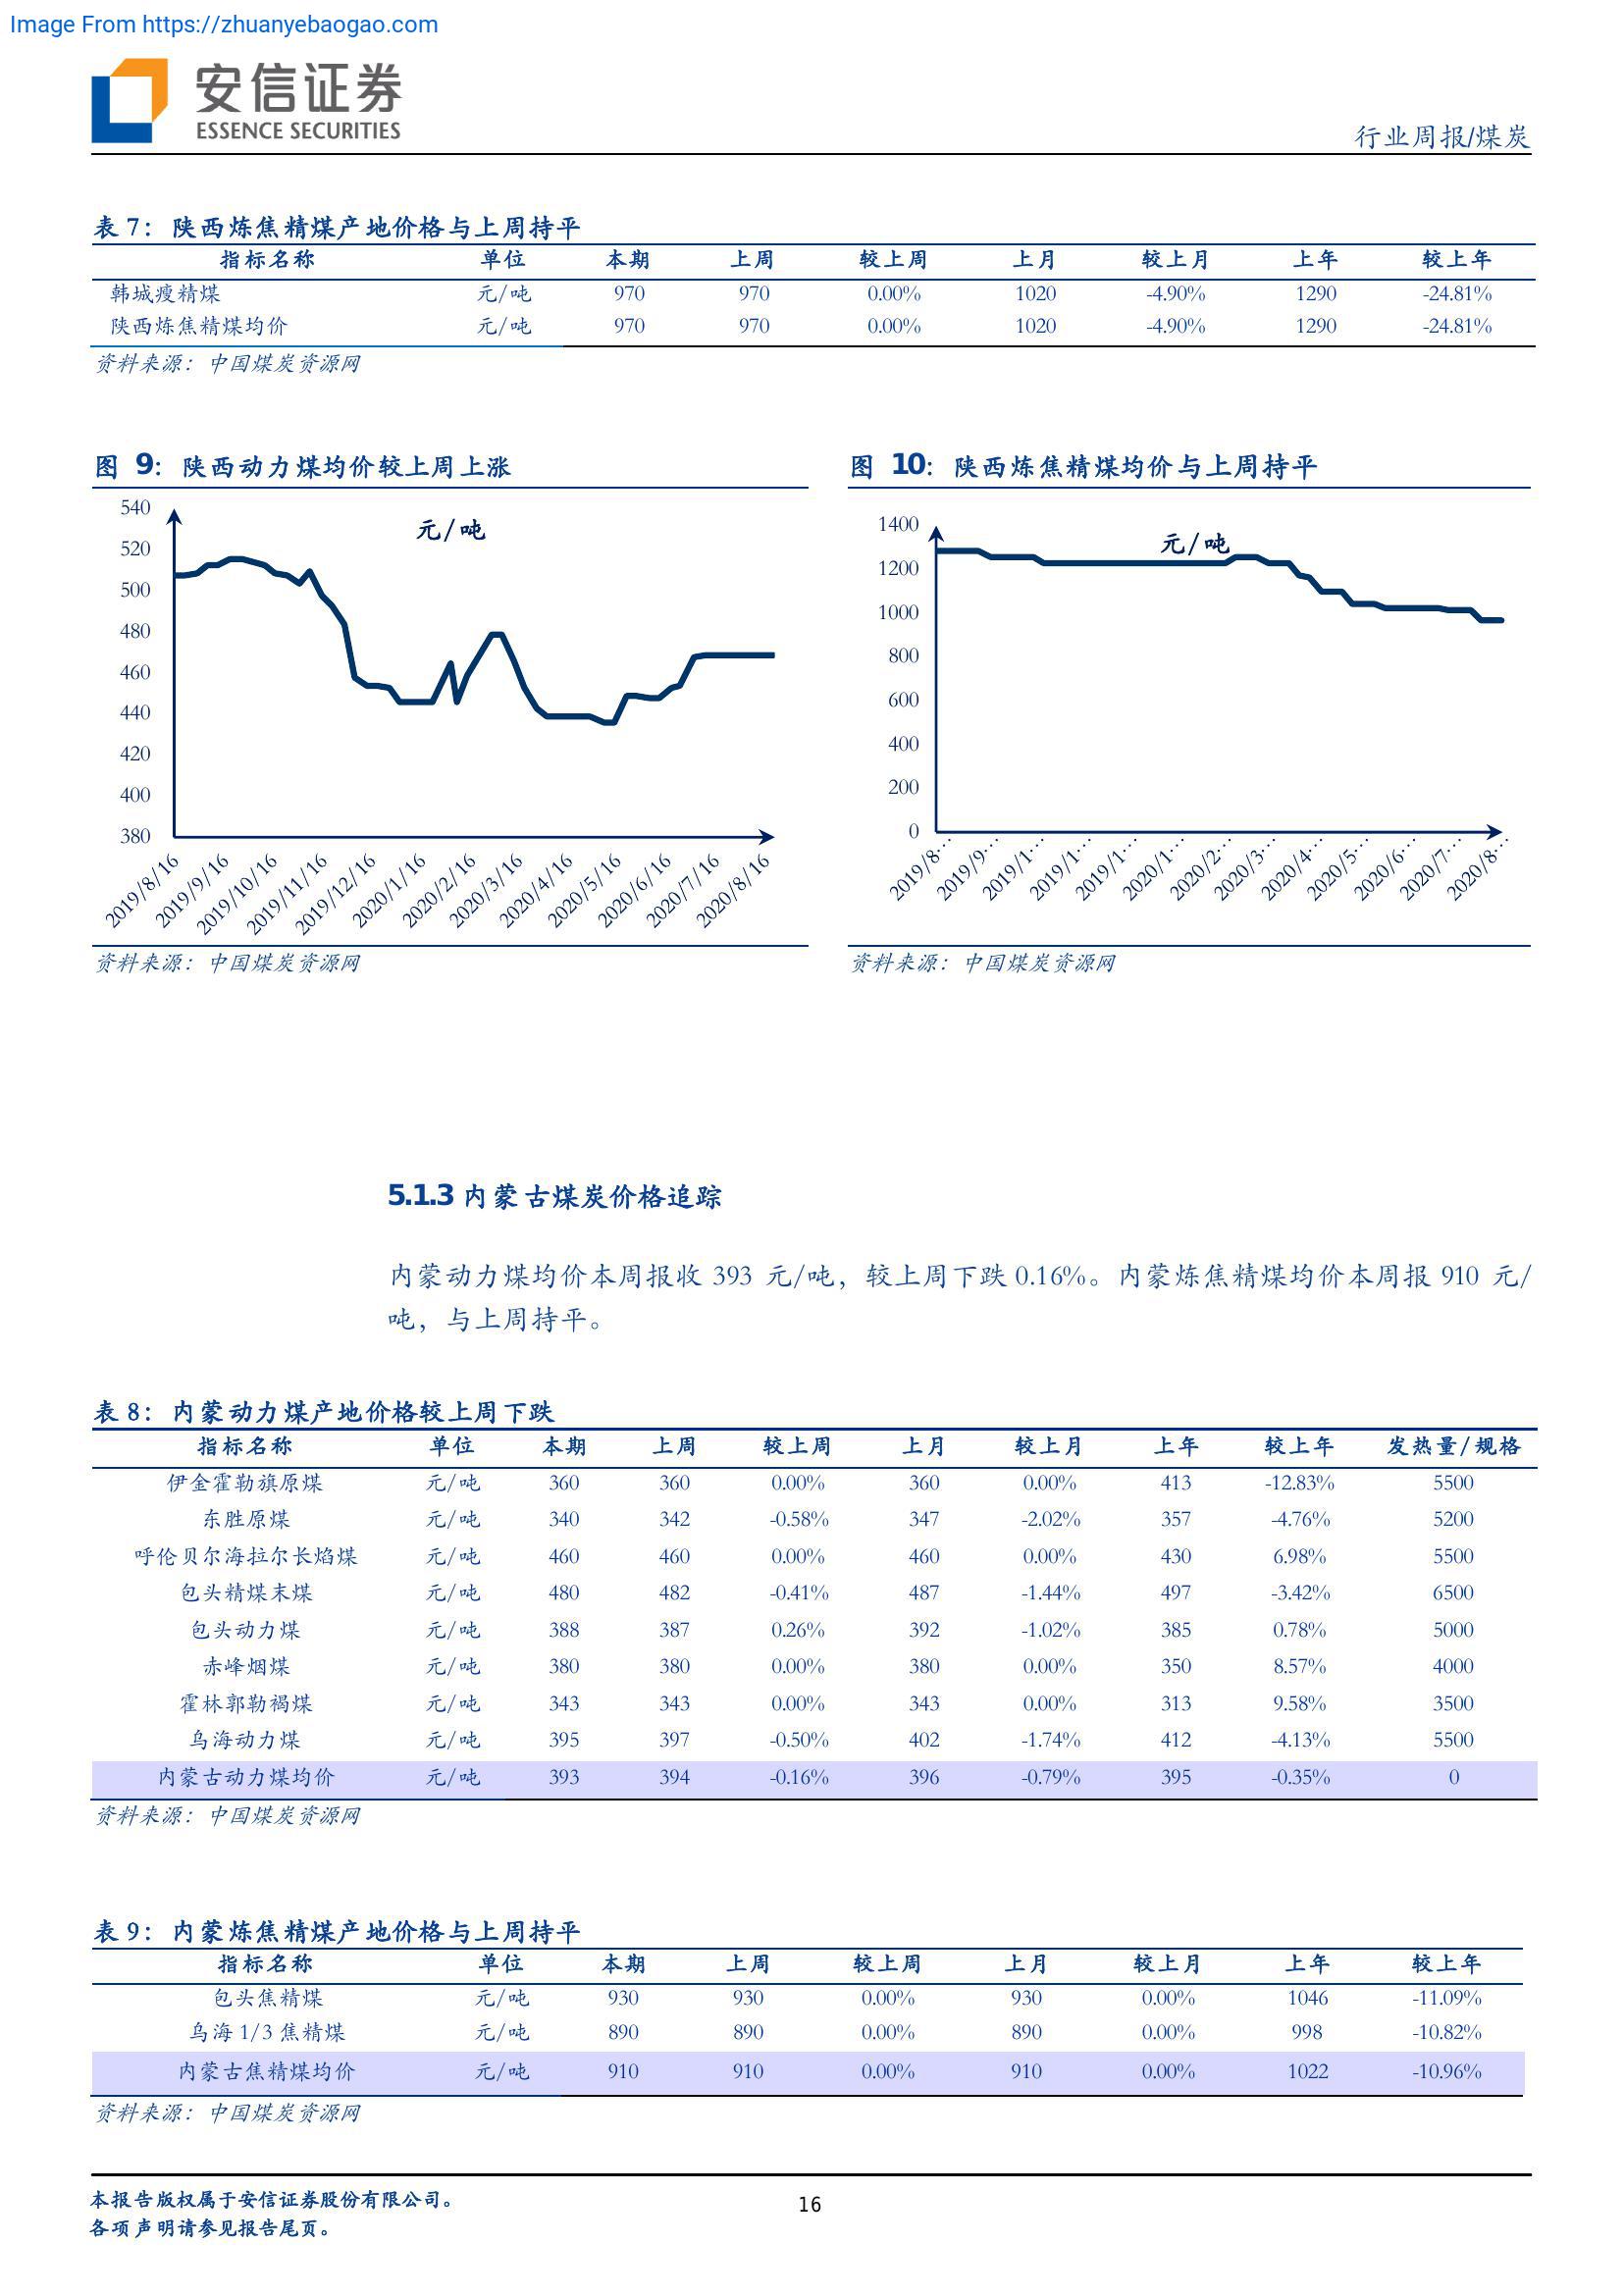 Image From https://zhuanyebaogao.com
安信证券
ESSENCE SECURITIES
行业周报/煤炭
表 7：陕西炼焦精煤产地价格与上周持平
指标名称 单位 本期 上周 较上周 上月 较上月 上年 较上年
韩城瘦精煤 元/吨 970 970 0.00% 1020 -4.90% 1290 -24.81%
陕西炼焦精煤均价 元/吨 970 970 0.00% 1020 -4.90% 1290 -24.81%
资料来源：中国煤炭资源网
图 9：陕西动力煤均价较上周上涨
元/吨
540
520
500
480
460
440
420
400
380
2019/8/16 2019/9/16 2019/10/16 2019/11/16 2019/12/16 2020/1/16 2020/2/16 2020/3/16 2020/4/16 2020/5/16 2020/6/16 2020/7/16 2020/8/16
资料来源：中国煤炭资源网
图 10：陕西炼焦精煤均价与上周持平
元/吨
1400
1200
1000
800
600
400
200
0
2019/8… 2019/9… 2019/1… 2019/1… 2019/1… 2020/1… 2020/2… 2020/3… 2020/4… 2020/5… 2020/6… 2020/7… 2020/8…
资料来源：中国煤炭资源网
5.1.3 内蒙古煤炭价格追踪
内蒙动力煤均价本周报收 393 元/吨，较上周下跌 0.16%。内蒙炼焦精煤均价本周报 910 元/
吨，与上周持平。
表 8：内蒙动力煤产地价格较上周下跌
指标名称 单位 本期 上周 较上周 上月 较上月 上年 较上年 发热量/规格
伊金霍勒旗原煤 元/吨 360 360 0.00% 360 0.00% 413 -12.83% 5500
东胜原煤 元/吨 340 342 -0.58% 347 -2.02% 357 -4.76% 5200
呼伦贝尔海拉尔长焰煤 元/吨 460 460 0.00% 460 0.00% 430 6.98% 5500
包头精煤末煤 元/吨 480 482 -0.41% 487 -1.44% 497 -3.42% 6500
包头动力煤 元/吨 388 387 0.26% 392 -1.02% 385 0.78% 5000
赤峰烟煤 元/吨 380 380 0.00% 380 0.00% 350 8.57% 4000
霍林郭勒褐煤 元/吨 343 343 0.00% 343 0.00% 313 9.58% 3500
乌海动力煤 元/吨 395 397 -0.50% 402 -1.74% 412 -4.13% 5500
内蒙古动力煤均价 元/吨 393 394 -0.16% 396 -0.79% 395 -0.35% 0
资料来源：中国煤炭资源网
表 9：内蒙炼焦精煤产地价格与上周持平
指标名称 单位 本期 上周 较上周 上月 较上月 上年 较上年
包头焦精煤 元/吨 930 930 0.00% 930 0.00% 1046 -11.09%
乌海 1/3 焦精煤 元/吨 890 890 0.00% 890 0.00% 998 -10.82%
内蒙古焦精煤均价 元/吨 910 910 0.00% 910 0.00% 1022 -10.96%
资料来源：中国煤炭资源网
本报告版权属于安信证券股份有限公司。
各项声明请参见报告尾页。
16